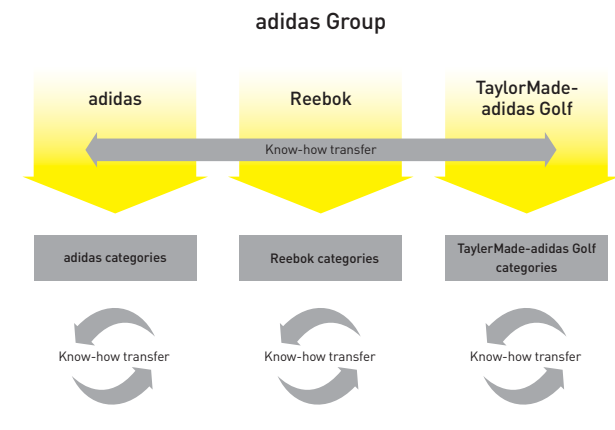 adidas Group
adidas
Reebok
TaylorMade-
adidas Golf
Know-how transfer
adidas categories
Reebok categories
TaylerMade-adidas Golf
categories
Know-how transfer
Know-how transfer
Know-how transfer